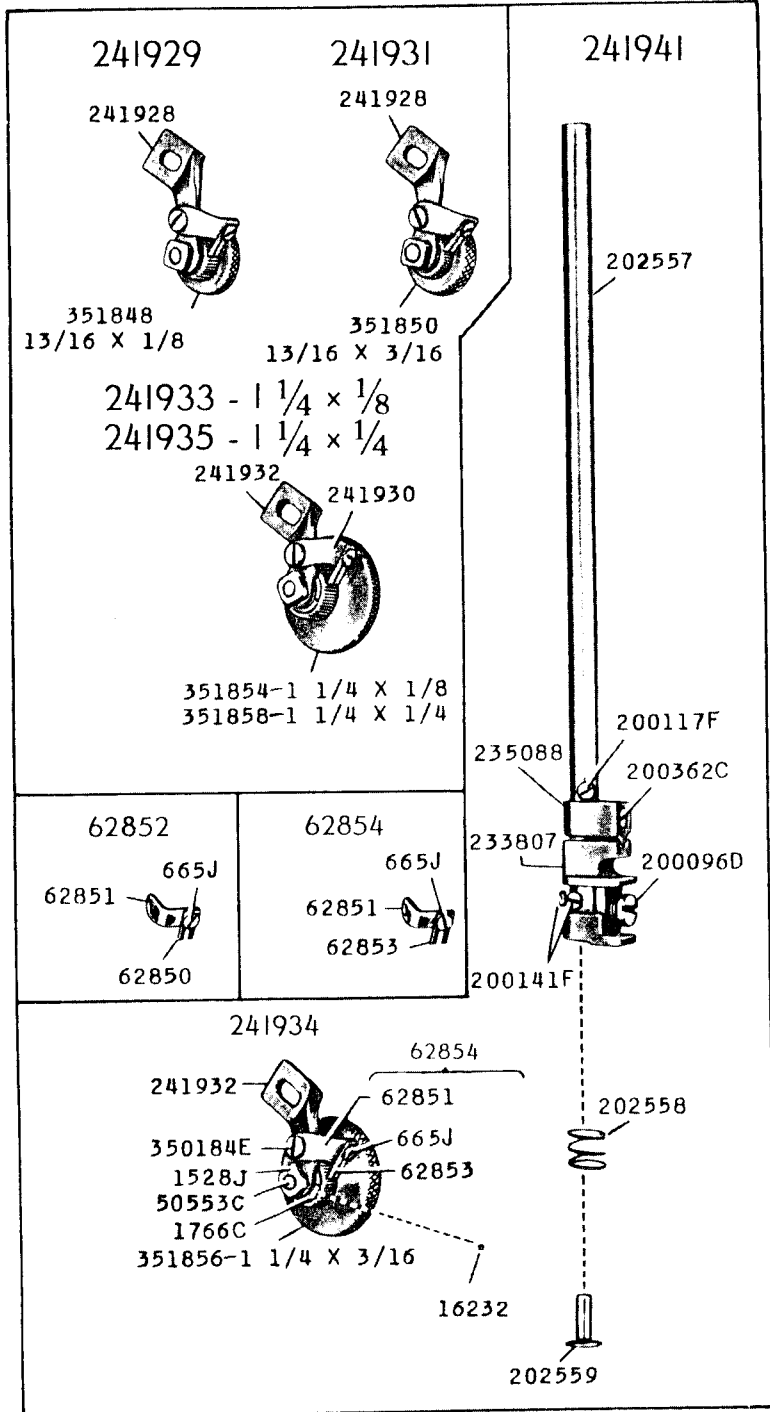 241929
241928
351848
13/16 X 1/8
241931
241928
351850
13/16 X 3/16
241933 - 1 1/4 x 1/8
241935 - 1 1/4 x 1/4
241932
241930
351854-1 1/4 X 1/8
351858-1 1/4 X 1/4
62852
665J
62851
62850
62854
665J
62851
62853
241934
62854
241932
62851
350184E
665J
1528J
62853
50553C
1766C
351856-1 1/4 X 3/16
16232
241941
202557
200117F
235088
200362C
233807
200096D
200141F
202558
202559